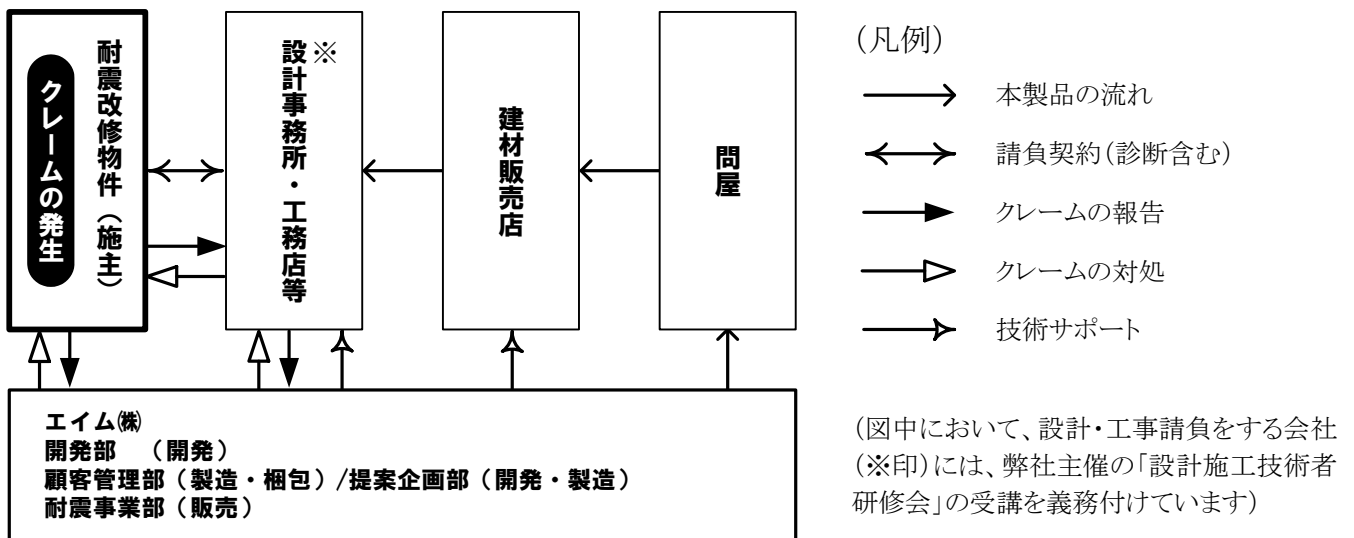 耐震改修物件（施主）
クレームの発生
設計事務所・工務店等
※
建材販売店
問屋
エイム㈱
開発部　（開発）
顧客管理部（製造・梱包）/提案企画部（開発・製造）
耐震事業部（販売）
（凡例）
本製品の流れ
請負契約（診断含む）
クレームの報告
クレームの対処
技術サポート
（図中において、設計・工事請負をする会社
（※印）には、弊社主催の「設計施工技術者
研修会」の受講を義務付けています）